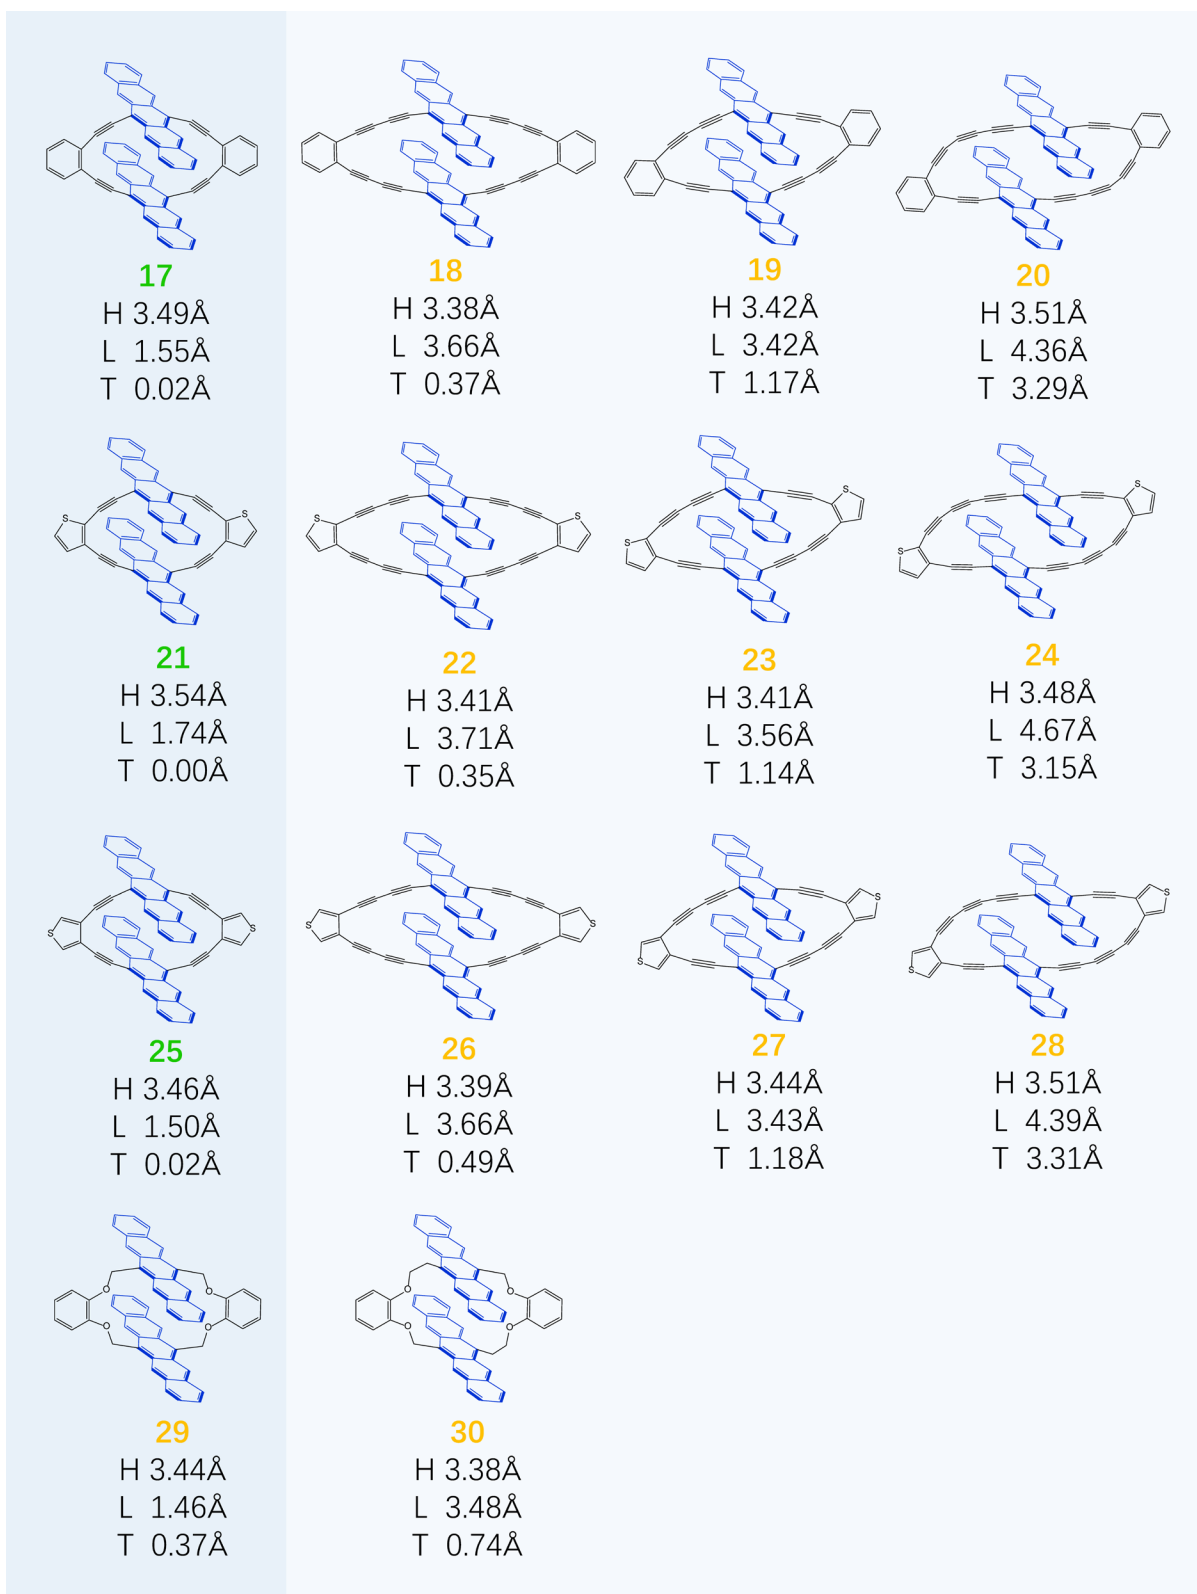 17
H 3.49Å
L 1.55Å
T 0.02Å
18
H 3.38Å
L 3.66Å
T 0.37Å
19
H 3.42Å
L 3.42Å
T 1.17Å
20
H 3.51Å
L 4.36Å
T 3.29Å
S
S
21
H 3.54Å
L 1.74Å
T 0.00Å
S
S
22
H 3.41Å
L 3.71Å
T 0.35Å
S
S
23
H 3.41Å
L 3.56Å
T 1.14Å
S
S
24
H 3.48Å
L 4.67Å
T 3.15Å
S
S
25
H 3.46Å
L 1.50Å
T 0.02Å
S
S
26
H 3.39Å
L 3.66Å
T 0.49Å
S
S
27
H 3.44Å
L 3.43Å
T 1.18Å
S
S
28
H 3.51Å
L 4.39Å
T 3.31Å
O
O
O
O
29
H 3.44Å
L 1.46Å
T 0.37Å
O
O
O
O
30
H 3.38Å
L 3.48Å
T 0.74Å